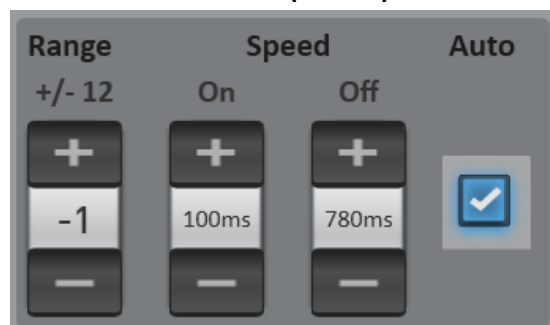 Range Speed Auto
+/- 12 On Off
+ + +
-1 100ms 780ms
− − −